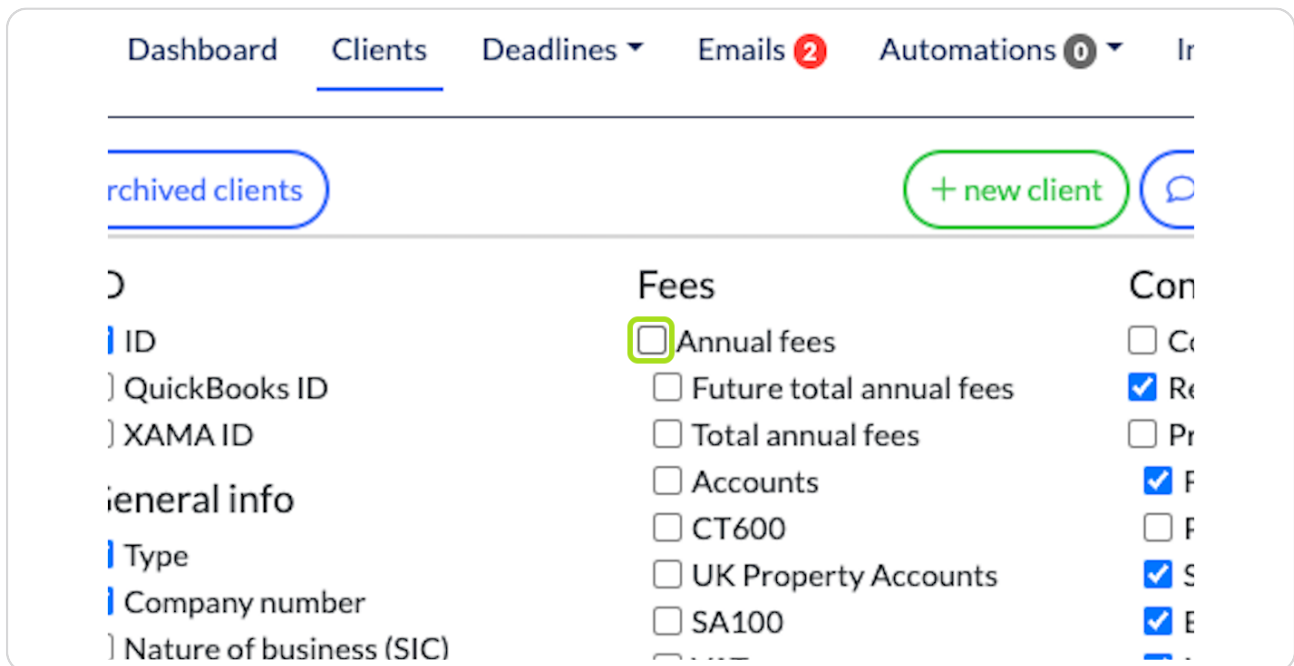 Dashboard Clients Deadlines Emails 2 Automations 0
rchived clients + new client
ID
QuickBooks ID
XAMA ID
eneral info
Type
Company number
Nature of business (SIC)
Fees
Annual fees
Future total annual fees
Total annual fees
Accounts
CT600
UK Property Accounts
SA100
Con
Re
Pr